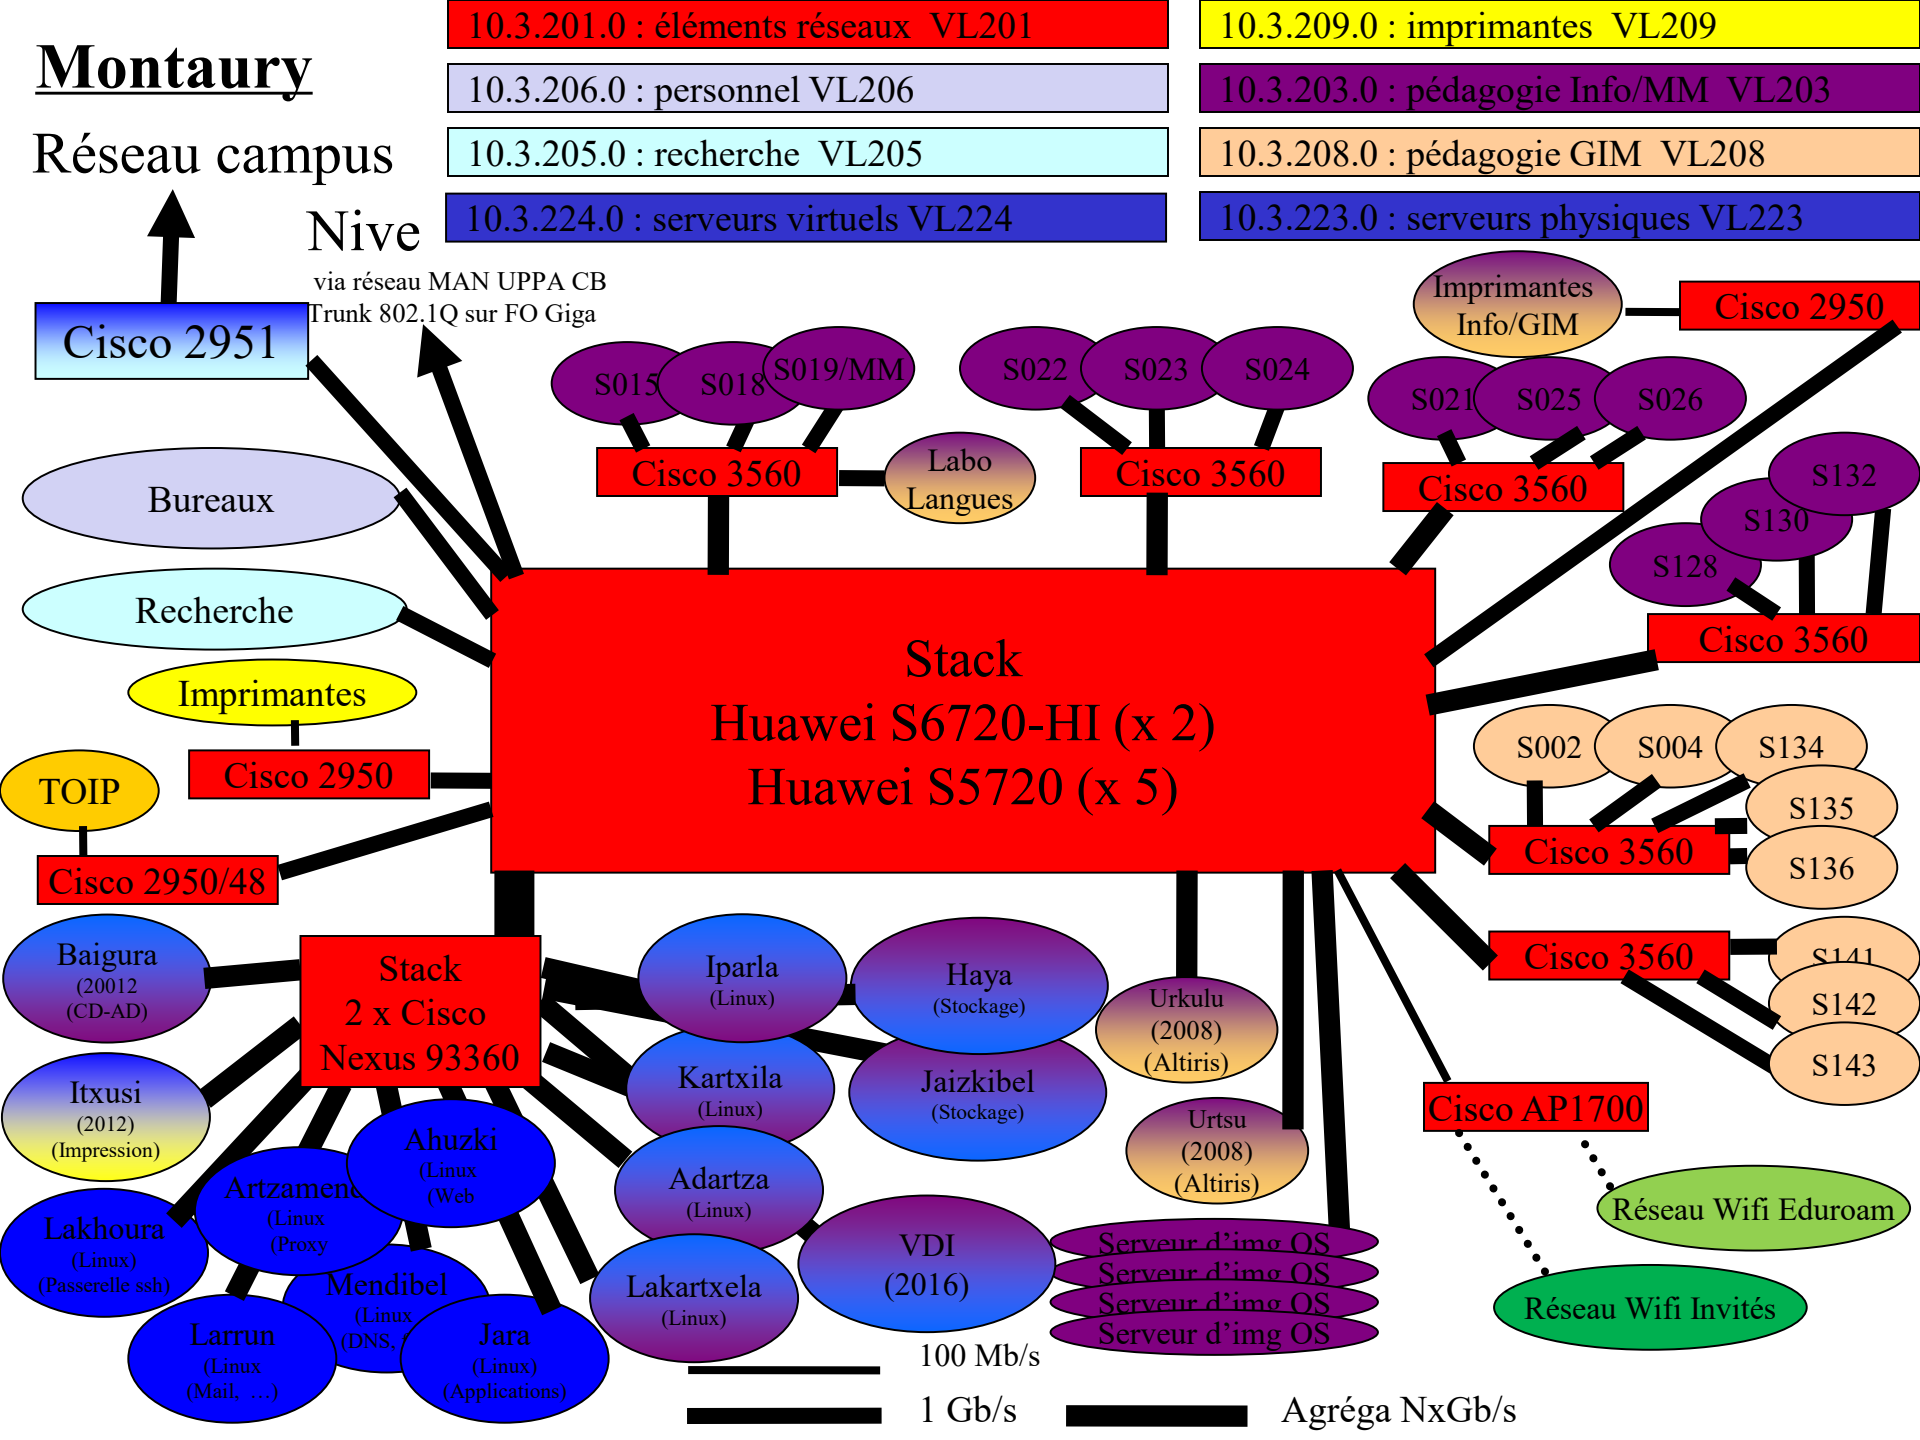 Montaury
Réseau campus
Nive
via réseau MAN UPPA CB
Trunk 802.1Q sur FO Giga
10.3.201.0 : éléments réseaux  VL201
10.3.206.0 : personnel VL206
10.3.205.0 : recherche  VL205
10.3.224.0 : serveurs virtuels VL224
10.3.209.0 : imprimantes  VL209
10.3.203.0 : pédagogie Info/MM  VL203
10.3.208.0 : pédagogie GIM  VL208
10.3.223.0 : serveurs physiques VL223
Cisco 2951
S015
S018
S019/MM
Cisco 3560
Labo
Langues
S022
S023
S024
Cisco 3560
Imprimantes
Info/GIM
Cisco 2950
S021
S025
S026
Cisco 3560
S132
S130
S128
Cisco 3560
Bureaux
Recherche
Imprimantes
Cisco 2950
TOIP
Cisco 2950/48
Stack
Huawei S6720-HI (x 2)
Huawei S5720 (x 5)
S002
S004
S134
S135
S136
Cisco 3560
Cisco 3560
S141
S142
S143
Baigura
(20012
(CD-AD)
Stack
2 x Cisco
Nexus 93360
Itxusi
(2012)
(Impression)
Lakhoura
(Linux)
(Passerelle ssh)
Artzamend
(Linux
(Proxy
Ahuzki
(Linux
(Web
Mendibel
(Linux
(DNS,
Larrun
(Linux
(Mail,  …)
Jara
(Linux)
(Applications)
Iparla
(Linux)
Haya
(Stockage)
Kartxila
(Linux)
Jaizkibel
(Stockage)
Adartza
(Linux)
Lakartxela
(Linux)
VDI
(2016)
Urkulu
(2008)
(Altiris)
Urtsu
(2008)
(Altiris)
Serveur d’img OS
Serveur d’img OS
Serveur d’img OS
Serveur d’img OS
Cisco AP1700
Réseau Wifi Eduroam
Réseau Wifi Invités
100 Mb/s
1 Gb/s
Agréga NxGb/s